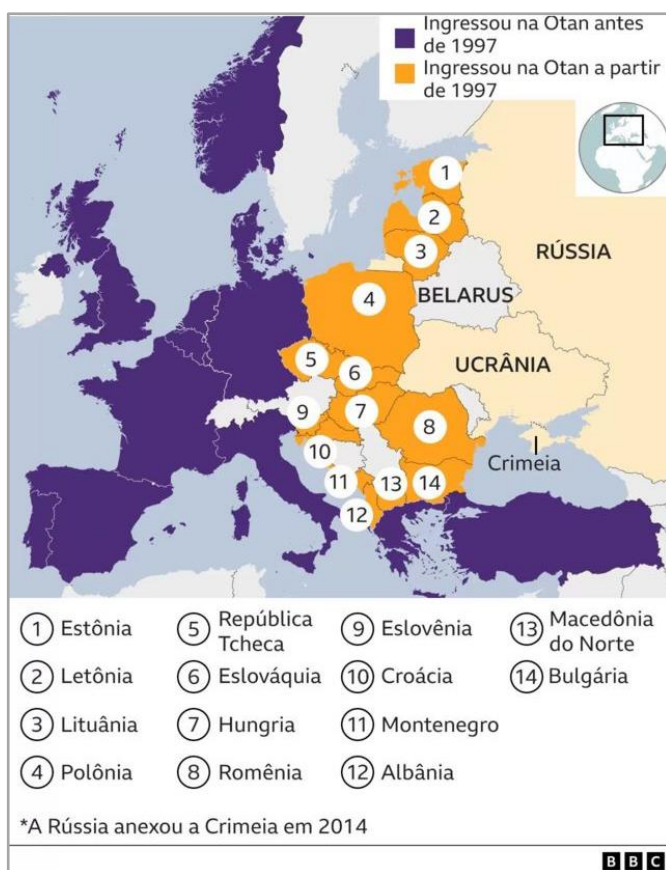 Ingressou na Otan antes
de 1997
Ingressou na Otan a partir
de 1997
1
2
3
RÚSSIA
4
BELARUS
5
6
UCRÂNIA
9
7
8
10
Crimeia
11
13
14
12
1 Estônia
2 Letônia
3 Lituânia
4 Polônia
5 República
Tcheca
6 Eslováquia
7 Hungria
8 Romênia
9 Eslovênia
10 Croácia
11 Montenegro
12 Albânia
13 Macedônia
do Norte
14 Bulgária
*A Rússia anexou a Crimeia em 2014
BBC